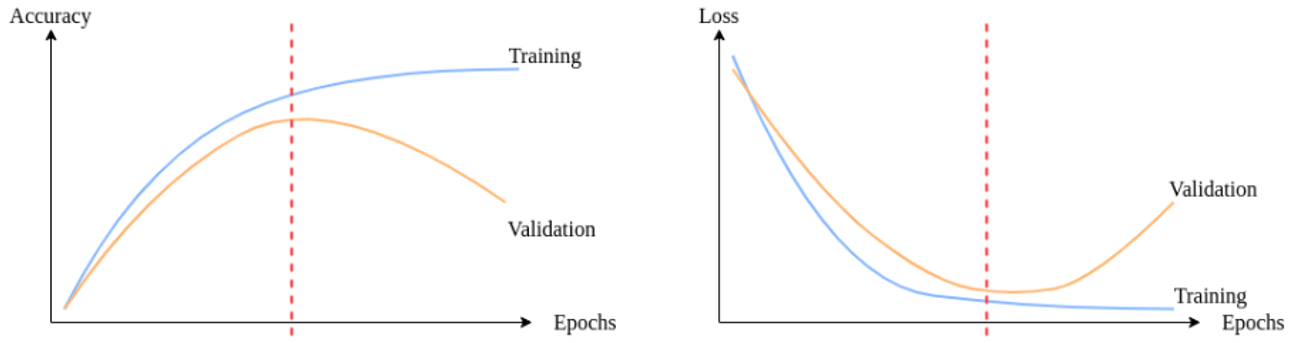 Accuracy
Training
Validation
Epochs
Loss
Validation
Training
Epochs